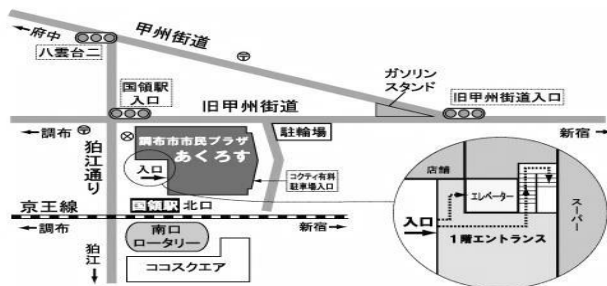 ←府中
甲州街道
八雲台二
国領駅
入口
ガソリン
スタンド
旧甲州街道
旧甲州街道入口
←調布
新宿→
狛江通り
調布市市民プラザ
あくろす
駐輪場
入口
コクティ有料
駐車場入口
京王線
国領駅 北口
←調布
新宿→
狛江
↓
南口
ロータリー
ココスクエア
店舗
エレベーター
スーパー
入口
→
1階エントランス